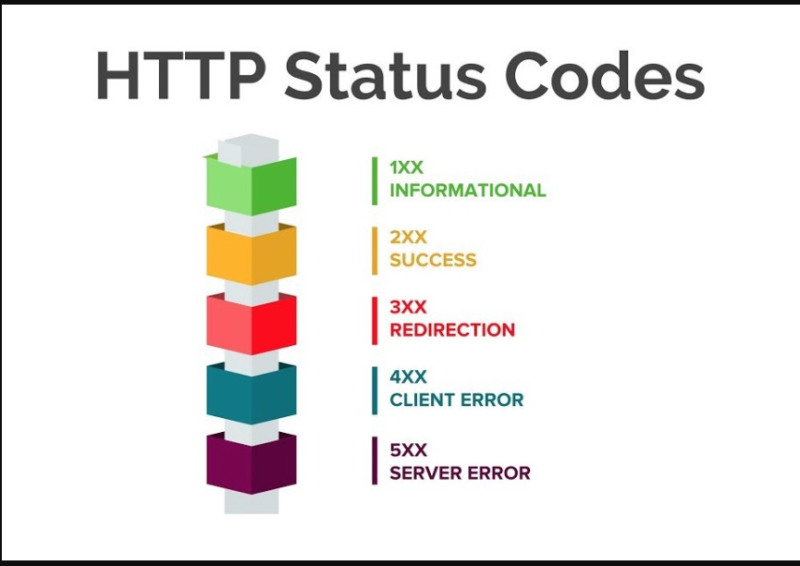 HTTP Status Codes
1XX
INFORMATIONAL
2XX
SUCCESS
3XX
REDIRECTION
4XX
CLIENT ERROR
5XX
SERVER ERROR